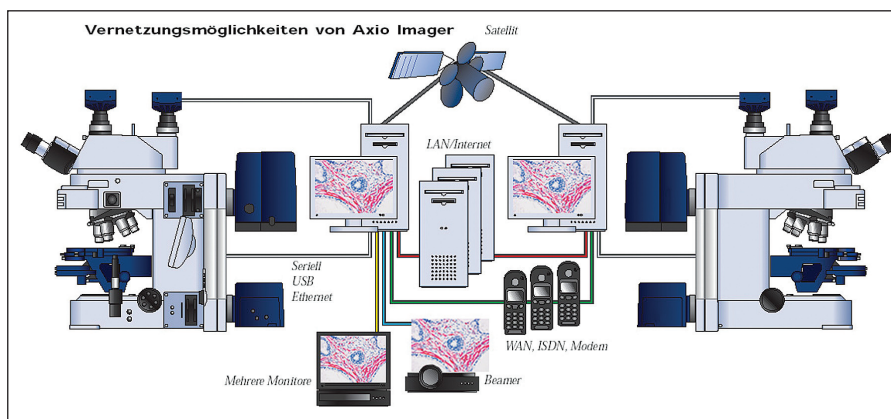 Vernetzungsmöglichkeiten von Axio Imager
Satellit
LAN/Internet
Seriell
USB
Ethernet
WAN, ISDN, Modem
Mehrere Monitore
Beamer